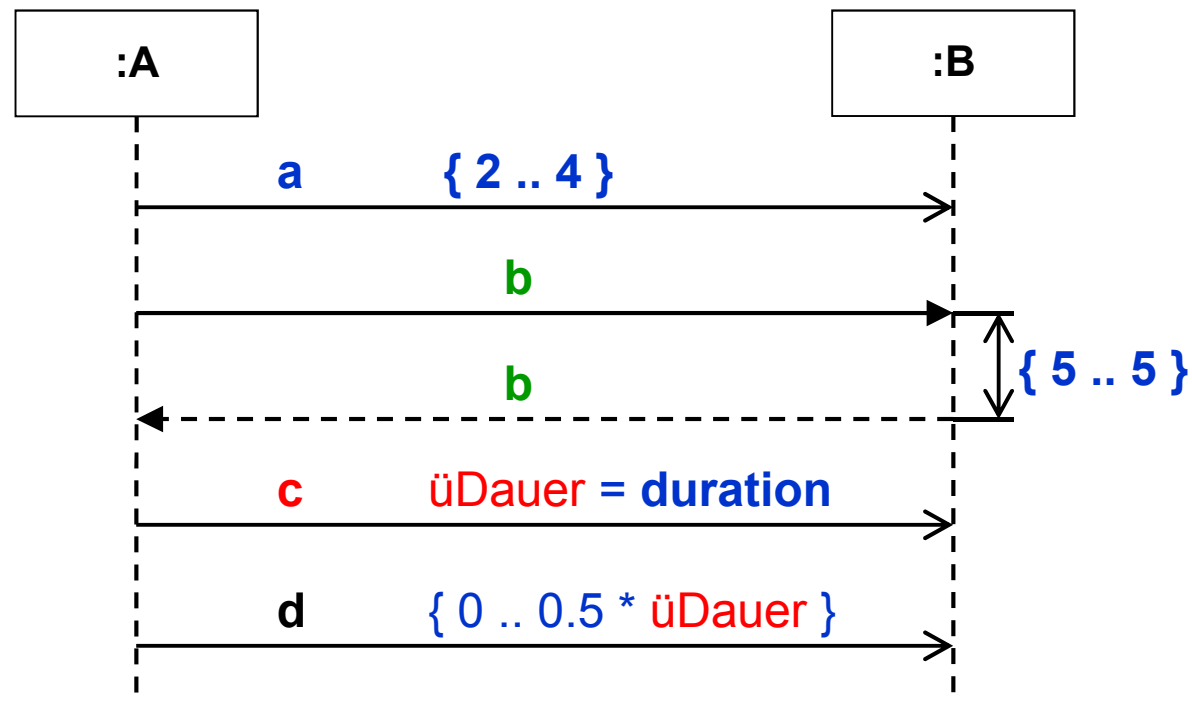 :A :B
a { 2 .. 4 }
b
{ 5 .. 5 }
b
c üDauer = duration
d { 0 .. 0.5 * üDauer }